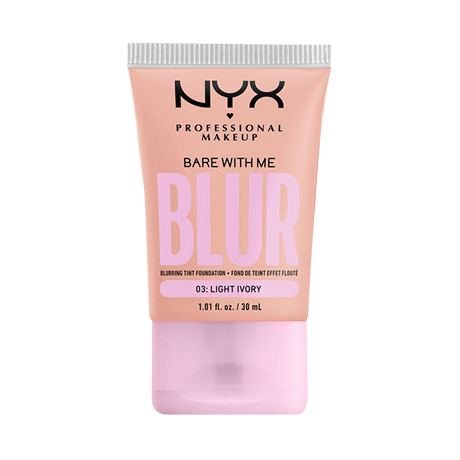 NYX
PROFESSIONAL
MAKEUP
BARE WITH ME
BLUR
BLURRING TINT FOUNDATION • FOND DE TEINT EFFET FLOUTÉ
03: LIGHT IVORY
1.01 fl. oz. / 30 mL